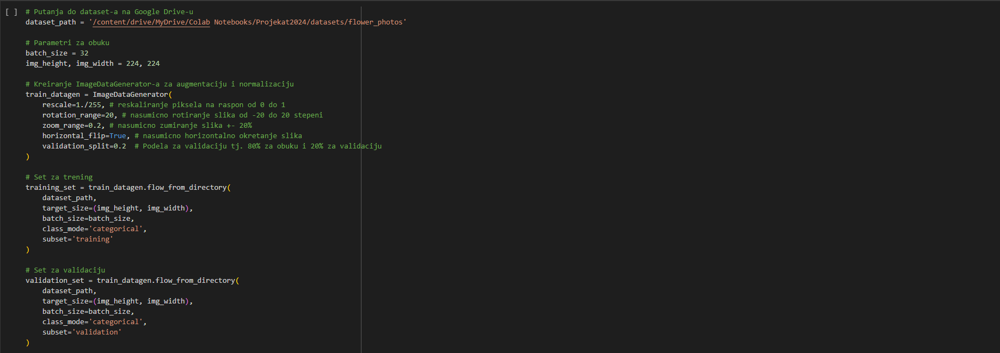 [ ] # Putanja do dataset-a na Google Drive-u
dataset_path = '/content/drive/MyDrive/Colab Notebooks/Projekat2024/datasets/flower_photos'

# Parametri za obuku
batch_size = 32
img_height, img_width = 224, 224

# Kreiranje ImageDataGenerator-a za augmentaciju i normalizaciju
train_datagen = ImageDataGenerator(
    rescale=1./255, # reskaliranje piksela na raspon od 0 do 1
    rotation_range=20, # nasumicno rotiranje slika od -20 do 20 stepeni
    zoom_range=0.2, # nasumicno zumiranje slika +- 20%
    horizontal_flip=True, # nasumicno horizontalno okretanje slika
    validation_split=0.2  # Podela za validaciju tj. 80% za obuku i 20% za validaciju
)

# Set za trening
training_set = train_datagen.flow_from_directory(
    dataset_path,
    target_size=(img_height, img_width),
    batch_size=batch_size,
    class_mode='categorical',
    subset='training'
)

# Set za validaciju
validation_set = train_datagen.flow_from_directory(
    dataset_path,
    target_size=(img_height, img_width),
    batch_size=batch_size,
    class_mode='categorical',
    subset='validation'
)